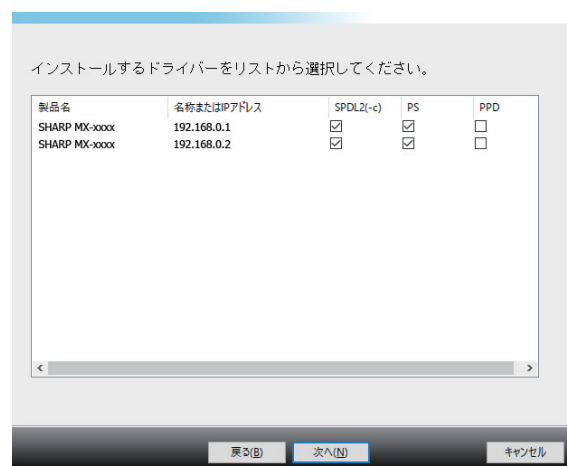 インストールするドライバーをリストから選択してください。
製品名 名称またはIPアドレス SPDL2(-c) PS PPD
SHARP MX-xxxx 192.168.0.1
SHARP MX-xxxx 192.168.0.2
戻る(B) 次へ(N) キャンセル